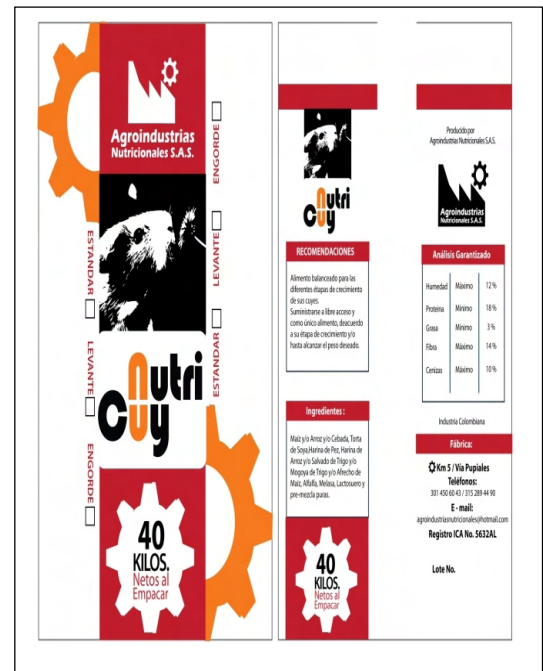 Agroindustrias
Nutricionales S.A.S.
ESTANDAR
LEVANTE
ENGORDE
ENGORDE
LEVANTE
ESTANDAR
Nutri
Cuy
40
KILOS.
Netos al
Empacar
Nutri
Cuy
RECOMENDACIONES
Alimento balanceado para las
diferentes étapas de crecimiento
de sus cuyes.
Suministrarse a libre acceso y
como único alimento, deacuerdo
a su étapa de crecimiento y/o
hasta alcanzar el peso deseado.
Ingredientes :
Maíz y/o Arroz y/o Cebada, Torta
de Soya,Harina de Pez, Harina de
Arroz y/o Salvado de Trigo y/o
Mogoya de Trigo y/o Afrecho de
Maíz, Alfalfa, Melasa, Lactosuero y
pre-mezcla puras.
40
KILOS.
Netos al
Empacar
Producido por
Agroindustrias Nutricionales S.A.S.
Agroindustrias
Nutricionales S.A.S.
Análisis Garantizado
Humedad Máximo 12 %
Proteina Mínimo 18 %
Grasa Mínimo 3 %
Fibra Máximo 14 %
Cenizas Máximo 10 %
Industria Colombiana
Fábrica:
Km 5 / Vía Pupiales
Teléfonos:
301 450 60 43 / 315 289 44 90
E - mail:
agroindustriasnutricionales@hotmail.com
Registro ICA No. 5632AL
Lote No.